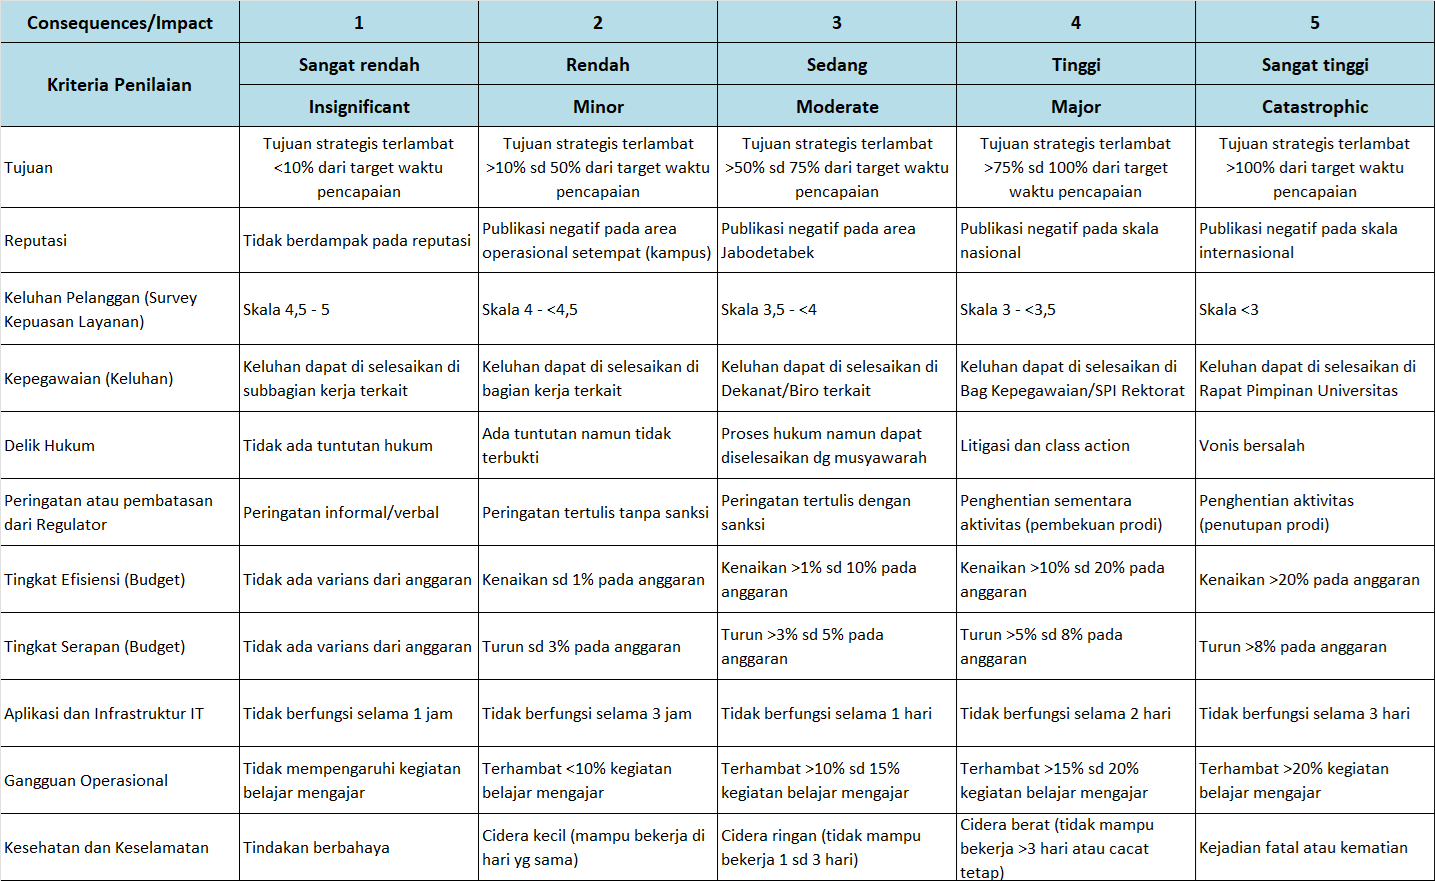 Consequences/Impact 1 2 3 4 5
Sangat rendah Rendah Sedang Tinggi Sangat tinggi
Kriteria Penilaian
Insignificant Minor Moderate Major Catastrophic
Tujuan
Tujuan strategis terlambat
<10% dari target waktu
pencapaian
Tujuan strategis terlambat
>10% sd 50% dari target waktu
pencapaian
Tujuan strategis terlambat
>50% sd 75% dari target waktu
pencapaian
Tujuan strategis terlambat
>75% sd 100% dari target
waktu pencapaian
Tujuan strategis terlambat
>100% dari target waktu
pencapaian
Reputasi
Tidak berdampak pada reputasi
Publikasi negatif pada area
operasional setempat (kampus)
Publikasi negatif pada area
Jabodetabek
Publikasi negatif pada skala
nasional
Publikasi negatif pada skala
internasional
Keluhan Pelanggan (Survey
Kepuasan Layanan)
Skala 4,5 - 5
Skala 4 - <4,5
Skala 3,5 - <4
Skala 3 - <3,5
Skala <3
Kepegawaian (Keluhan)
Keluhan dapat di selesaikan di
subbagian kerja terkait
Keluhan dapat di selesaikan di
bagian kerja terkait
Keluhan dapat di selesaikan di
Dekanat/Biro terkait
Keluhan dapat di selesaikan di
Bag Kepegawaian/SPI Rektorat
Keluhan dapat di selesaikan di
Rapat Pimpinan Universitas
Delik Hukum
Tidak ada tuntutan hukum
Ada tuntutan namun tidak
terbukti
Proses hukum namun dapat
diselesaikan dg musyawarah
Litigasi dan class action
Vonis bersalah
Peringatan atau pembatasan
dari Regulator
Peringatan informal/verbal
Peringatan tertulis tanpa sanksi
Peringatan tertulis dengan
sanksi
Penghentian sementara
aktivitas (pembekuan prodi)
Penghentian aktivitas
(penutupan prodi)
Tingkat Efisiensi (Budget)
Tidak ada varians dari anggaran
Kenaikan sd 1% pada anggaran
Kenaikan >1% sd 10% pada
anggaran
Kenaikan >10% sd 20% pada
anggaran
Kenaikan >20% pada anggaran
Tingkat Serapan (Budget)
Tidak ada varians dari anggaran
Turun sd 3% pada anggaran
Turun >3% sd 5% pada
anggaran
Turun >5% sd 8% pada
anggaran
Turun >8% pada anggaran
Aplikasi dan Infrastruktur IT
Tidak berfungsi selama 1 jam
Tidak berfungsi selama 3 jam
Tidak berfungsi selama 1 hari
Tidak berfungsi selama 2 hari
Tidak berfungsi selama 3 hari
Gangguan Operasional
Tidak mempengaruhi kegiatan
belajar mengajar
Terhambat <10% kegiatan
belajar mengajar
Terhambat >10% sd 15%
kegiatan belajar mengajar
Terhambat >15% sd 20%
kegiatan belajar mengajar
Terhambat >20% kegiatan
belajar mengajar
Kesehatan dan Keselamatan
Tindakan berbahaya
Cidera kecil (mampu bekerja di
hari yg sama)
Cidera ringan (tidak mampu
bekerja 1 sd 3 hari)
Cidera berat (tidak mampu
bekerja >3 hari atau cacat
tetap)
Kejadian fatal atau kematian